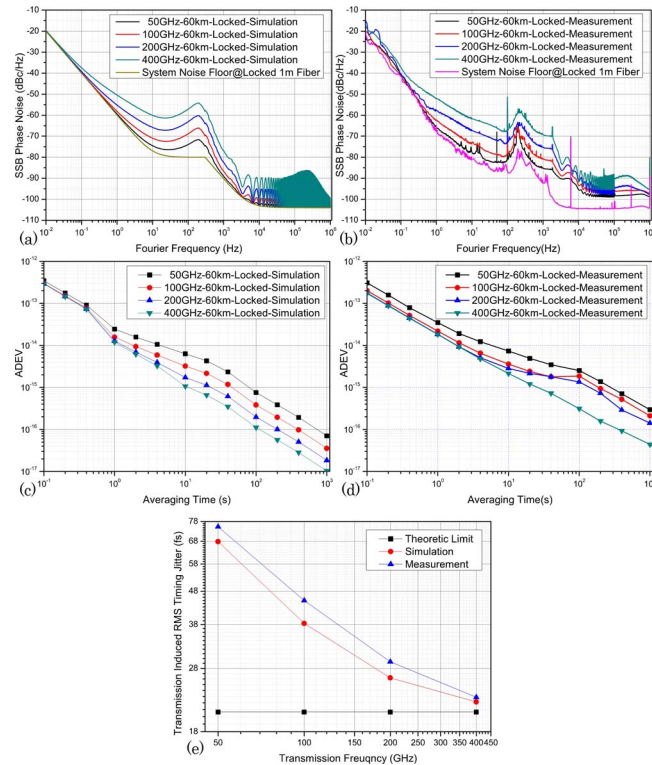 -10
-20
-30
-40
-50
-60
-70
-80
-90
-100
-110
SSB Phase Noise (dBc/Hz)
50GHz-60km-Locked-Simulation
100GHz-60km-Locked-Simulation
200GHz-60km-Locked-Simulation
400GHz-60km-Locked-Simulation
System Noise Floor@Locked 1m Fiber
10⁻² 10⁻¹ 10⁰ 10¹ 10² 10³ 10⁴ 10⁵ 10⁶
(a)
Fourier Frequency (Hz)
-10
-20
-30
-40
-50
-60
-70
-80
-90
-100
-110
SSB Phase Noise(dBc/Hz)
50GHz-60km-Locked-Measurement
100GHz-60km-Locked-Measurement
200GHz-60km-Locked-Measurement
400GHz-60km-Locked-Measurement
System Noise Floor@Locked 1m Fiber
10⁻² 10⁻¹ 10⁰ 10¹ 10² 10³ 10⁴ 10⁵ 10⁶
(b)
Fourier Frequency(Hz)
10⁻¹²
10⁻¹³
10⁻¹⁴
10⁻¹⁵
10⁻¹⁶
10⁻¹⁷
ADEV
50GHz-60km-Locked-Simulation
100GHz-60km-Locked-Simulation
200GHz-60km-Locked-Simulation
400GHz-60km-Locked-Simulation
10⁻¹ 10⁰ 10¹ 10² 10³
(c)
Averaging Time (s)
10⁻¹²
10⁻¹³
10⁻¹⁴
10⁻¹⁵
10⁻¹⁶
10⁻¹⁷
ADEV
50GHz-60km-Locked-Measurement
100GHz-60km-Locked-Measurement
200GHz-60km-Locked-Measurement
400GHz-60km-Locked-Measurement
10⁻¹ 10⁰ 10¹ 10² 10³
(d)
Averaging Time(s)
78
68
58
48
38
28
18
Transmission Induced RMS Timing Jitter (fs)
Theoretic Limit
Simulation
Measurement
50 100 150 200 250 300 350 400 450
(e)
Transmission Freuqncy (GHz)